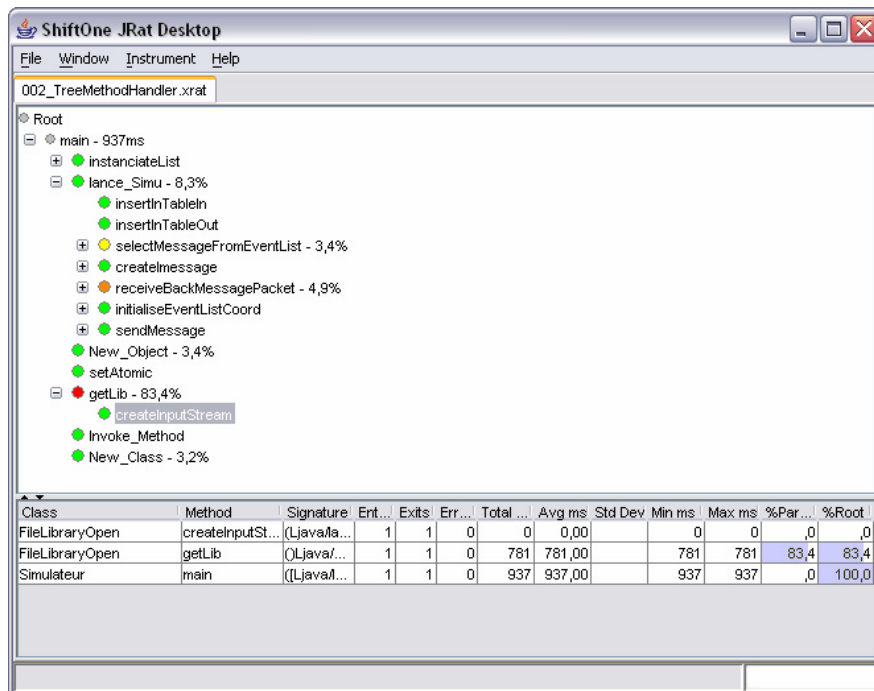 ShiftOne JRat Desktop
File Window Instrument Help
002_TreeMethodHandler.xrat
Root
main - 937ms
instanciateList
lance_Simu - 8,3%
insertInTableIn
insertInTableOut
selectMessageFromEventList - 3,4%
createImessage
receiveBackMessagePacket - 4,9%
initialiseEventListCoord
sendMessage
New_Object - 3,4%
setAtomic
getLib - 83,4%
createInputStream
Invoke_Method
New_Class - 3,2%
Class Method Signature Ent... Exits Err... Total ... Avg ms Std Dev Min ms Max ms %Par... %Root
FileLibraryOpen createInputSt... (Ljava/la... 1 1 0 0 0,00 0 0 ,0 ,0
FileLibraryOpen getLib ()Ljava/... 1 1 0 781 781,00 781 781 83,4 83,4
Simulateur main ([Ljava/l... 1 1 0 937 937,00 937 937 ,0 100,0